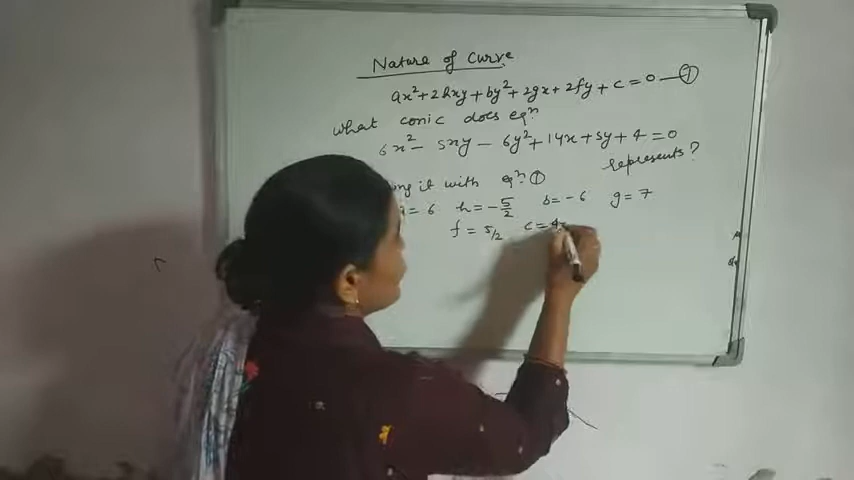 Nature of Curve
ax²+2hxy+by²+2gx+2fy+c=0 —①
What conic does eqⁿ
6x²- 5xy - 6y²+14x+5y+4=0
represents?
ing it with eqⁿ ①
= 6 h=-5/2 b=-6 g=7
f = 5/2 c=4